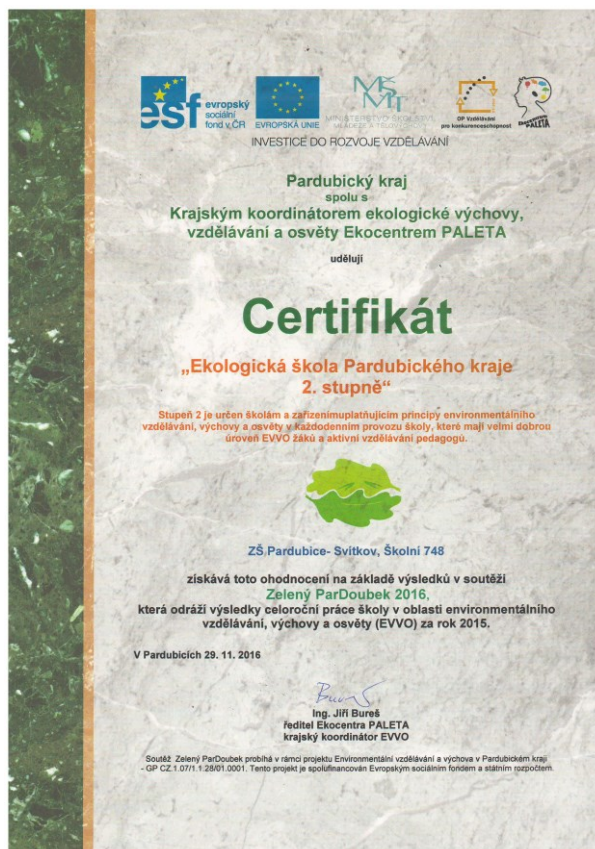 esf evropský
sociální
fond v ČR
EVROPSKÁ UNIE
MINISTERSTVO ŠKOLSTVÍ,
MLÁDEŽE A TĚLOVÝCHOVY
OP Vzdělávání
pro konkurenceschopnost
Ekocentrum
PALETA
INVESTICE DO ROZVOJE VZDĚLÁVÁNÍ
Pardubický kraj
spolu s
Krajským koordinátorem ekologické výchovy,
vzdělávání a osvěty Ekocentrem PALETA
udělují
Certifikát
„Ekologická škola Pardubického kraje
2. stupně“
Stupeň 2 je určen školám a zařízenímuplatňujícím principy environmentálního
vzdělávání, výchovy a osvěty v každodenním provozu školy, které mají velmi dobrou
úroveň EVVO žáků a aktivní vzdělávání pedagogů.
ZŠ Pardubice- Svítkov, Školní 748
získává toto ohodnocení na základě výsledků v soutěži
Zelený ParDoubek 2016,
která odráží výsledky celoroční práce školy v oblasti environmentálního
vzdělávání, výchovy a osvěty (EVVO) za rok 2015.
V Pardubicích 29. 11. 2016
Ing. Jiří Bureš
ředitel Ekocentra PALETA
krajský koordinátor EVVO
Soutěž Zelený ParDoubek probíhá v rámci projektu Environmentální vzdělávání a výchova v Pardubickém kraji
- GP CZ.1.07/1.1.28/01.0001. Tento projekt je spolufinancován Evropským sociálním fondem a státním rozpočtem.